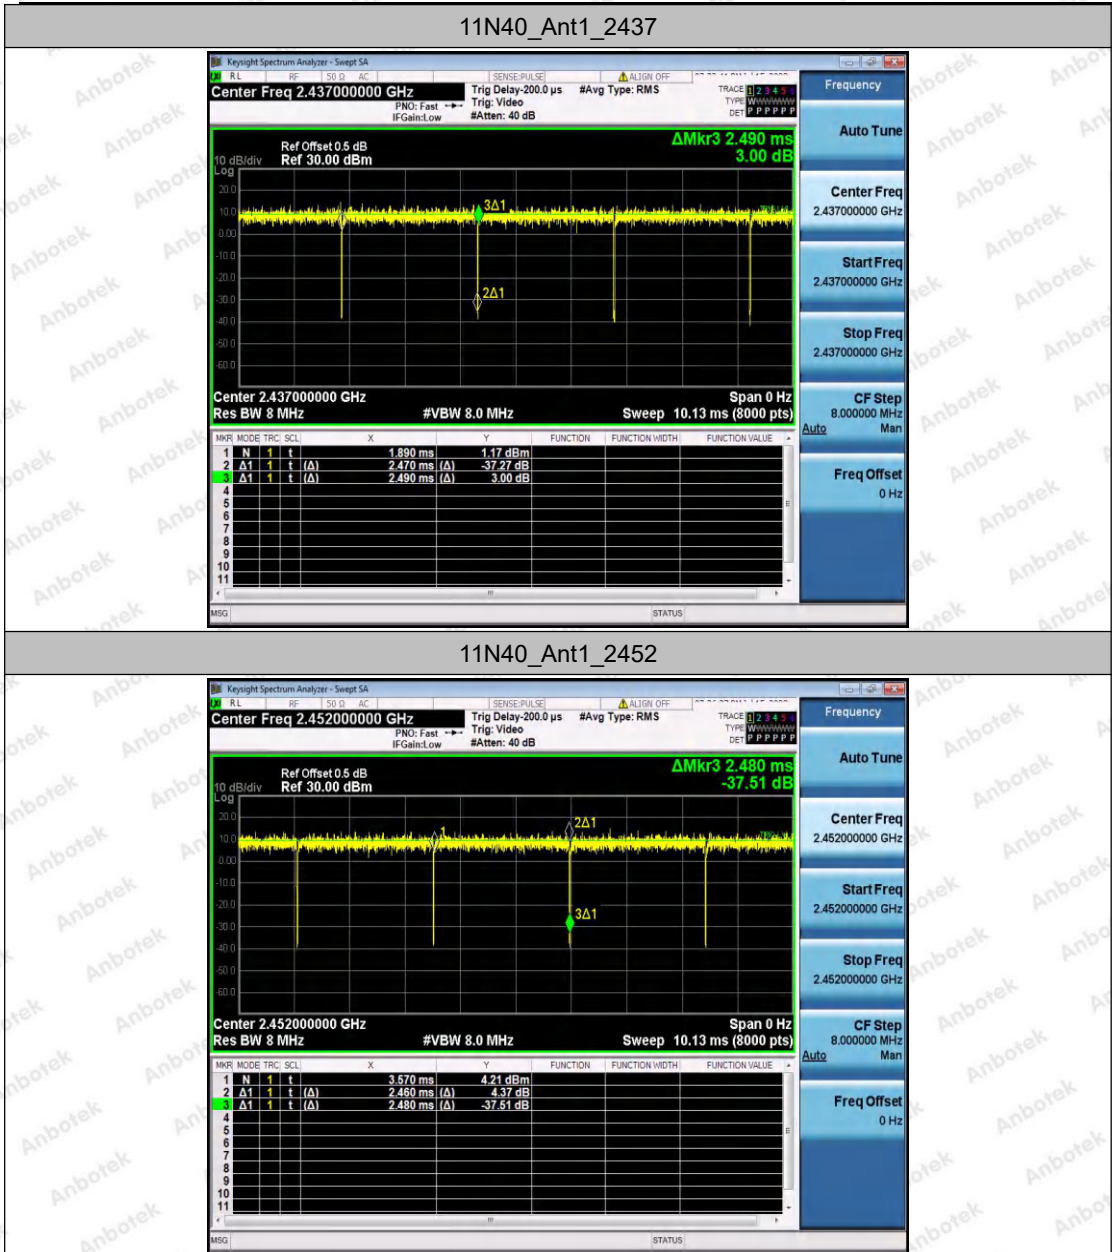 11N40_Ant1_2437
Keysight Spectrum Analyzer - Swept SA
RL RF 50 Ω AC SENSE:PULSE ALIGN OFF
Center Freq 2.437000000 GHz
PNO: Fast
IFGain:Low
Trig Delay-200.0 µs
Trig: Video
#Atten: 40 dB
#Avg Type: RMS
TRACE 1 2 3 4 5 6
TYPE WWWWWW
DET P P P P P P
Frequency
Auto Tune
Center Freq
2.437000000 GHz
Start Freq
2.437000000 GHz
Stop Freq
2.437000000 GHz
CF Step
8.000000 MHz
Auto Man
Freq Offset
0 Hz
ΔMkr3 2.490 ms
3.00 dB
Ref Offset 0.5 dB
10 dB/div Ref 30.00 dBm
Log
20.0
10.0
0.00
-10.0
-20.0
-30.0
-40.0
-50.0
-60.0
3Δ1
2Δ1
Center 2.437000000 GHz Span 0 Hz
Res BW 8 MHz #VBW 8.0 MHz Sweep 10.13 ms (8000 pts)
MKR MODE TRC SCL X Y FUNCTION FUNCTION WIDTH FUNCTION VALUE
1 N 1 t 1.890 ms 1.17 dBm
2 Δ1 1 t (Δ) 2.470 ms (Δ) -37.27 dB
3 Δ1 1 t (Δ) 2.490 ms (Δ) 3.00 dB
4
5
6
7
8
9
10
11
MSG STATUS
11N40_Ant1_2452
Keysight Spectrum Analyzer - Swept SA
RL RF 50 Ω AC SENSE:PULSE ALIGN OFF
Center Freq 2.452000000 GHz
PNO: Fast
IFGain:Low
Trig Delay-200.0 µs
Trig: Video
#Atten: 40 dB
#Avg Type: RMS
TRACE 1 2 3 4 5 6
TYPE WWWWWW
DET P P P P P P
Frequency
Auto Tune
Center Freq
2.452000000 GHz
Start Freq
2.452000000 GHz
Stop Freq
2.452000000 GHz
CF Step
8.000000 MHz
Auto Man
Freq Offset
0 Hz
ΔMkr3 2.480 ms
-37.51 dB
Ref Offset 0.5 dB
10 dB/div Ref 30.00 dBm
Log
20.0
10.0
0.00
-10.0
-20.0
-30.0
-40.0
-50.0
-60.0
1
2Δ1
3Δ1
Center 2.452000000 GHz Span 0 Hz
Res BW 8 MHz #VBW 8.0 MHz Sweep 10.13 ms (8000 pts)
MKR MODE TRC SCL X Y FUNCTION FUNCTION WIDTH FUNCTION VALUE
1 N 1 t 3.570 ms 4.21 dBm
2 Δ1 1 t (Δ) 2.460 ms (Δ) 4.37 dB
3 Δ1 1 t (Δ) 2.480 ms (Δ) -37.51 dB
4
5
6
7
8
9
10
11
MSG STATUS
Anbotek